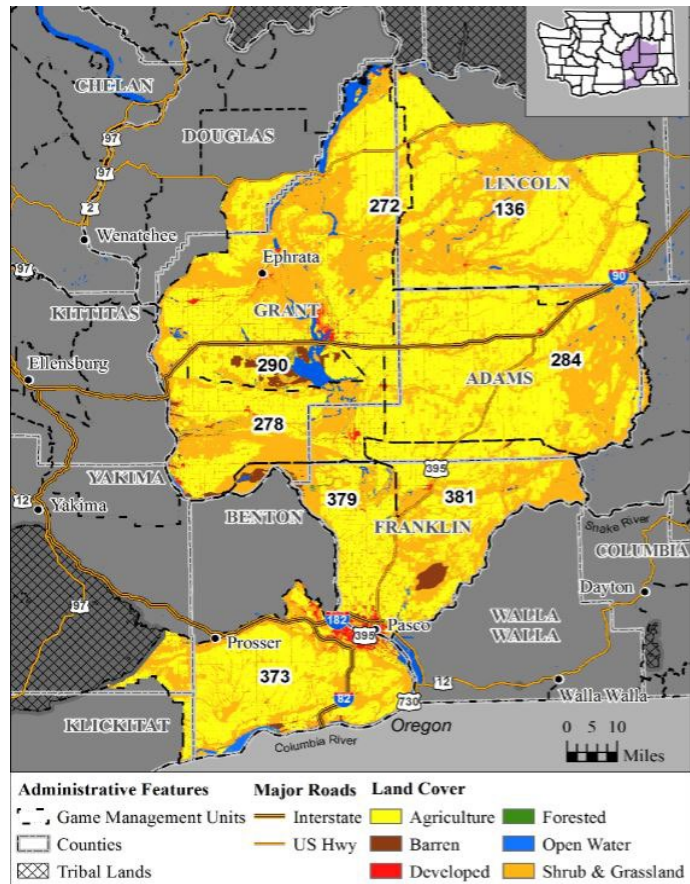 CHELAN
DOUGLAS
97
97
2
Wenatchee
97
KITTITAS
Ellensburg
272
LINCOLN
136
Ephrata
90
GRANT
290
284
ADAMS
278
395
YAKIMA
12
Yakima
379
381
BENTON
FRANKLIN
Snake River
COLUMBIA
Dayton
97
182
Pasco
395
WALLA
WALLA
Prosser
373
12
Walla Walla
82
730
KLICKITAT
Oregon
Columbia River
0 5 10
Miles
Administrative Features
Game Management Units
Counties
Tribal Lands
Major Roads
Interstate
US Hwy
Land Cover
Agriculture
Barren
Developed
Forested
Open Water
Shrub & Grassland